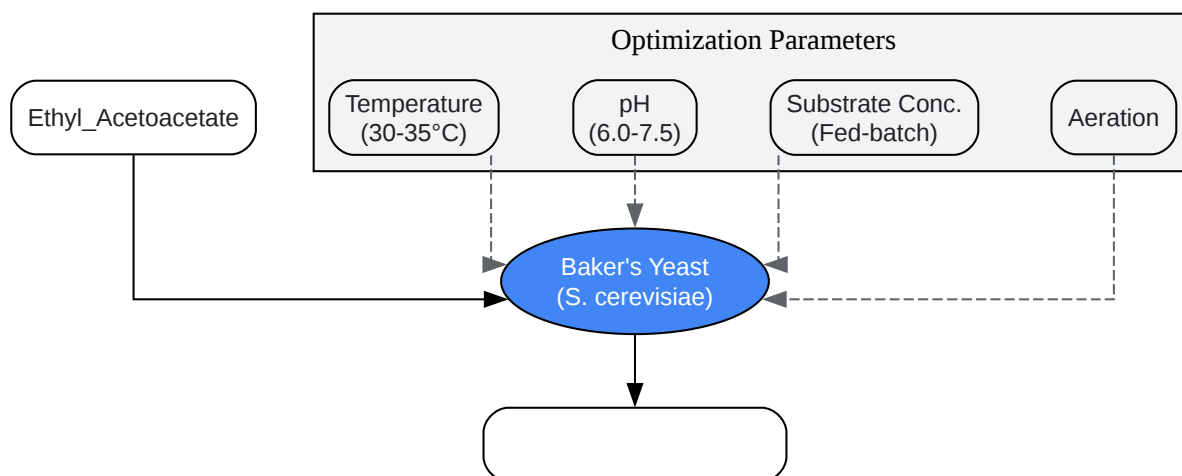 Optimization Parameters
Ethyl_Acetoacetate
Temperature
(30-35°C)
pH
(6.0-7.5)
Substrate Conc.
(Fed-batch)
Aeration
Baker's Yeast
(S. cerevisiae)